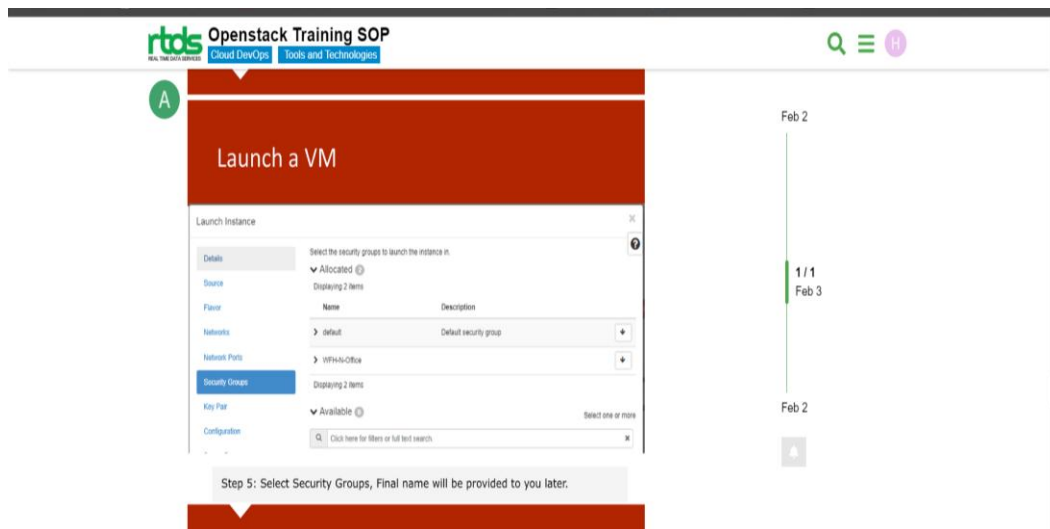 rtds
REAL TIME DATA SERVICES
Openstack Training SOP
Cloud DevOps Tools and Technologies
H
A
Launch a VM
Launch Instance
×
Select the security groups to launch the instance in.
Details
Allocated 2
Source
Displaying 2 items
Flavor
Name Description
Networks
default Default security group
Network Ports
WFH-N-Office
Security Groups
Displaying 2 items
Key Pair
Available 0 Select one or more
Configuration
Click here for filters or full text search. ×
Step 5: Select Security Groups, Final name will be provided to you later.
Feb 2
1 / 1
Feb 3
Feb 2